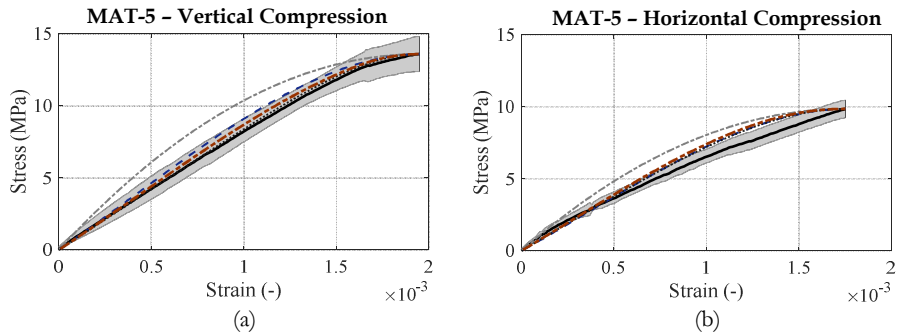 MAT-5 – Vertical Compression
15
10
5
0
Stress (MPa)
0 0.5 1 1.5 2
Strain (-)
×10⁻³
(a)
MAT-5 – Horizontal Compression
15
10
5
0
Stress (MPa)
0 0.5 1 1.5 2
Strain (-)
×10⁻³
(b)